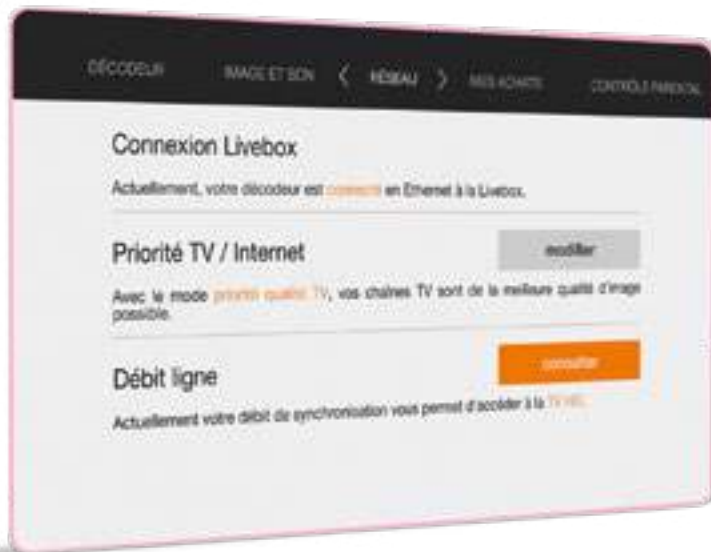 DÉCODEUR IMAGE ET SON < RÉSEAU > MES ACHATS CONTRÔLE PARENTAL
Connexion Livebox
Actuellement, votre décodeur est connecté en Ethernet à la Livebox.
Priorité TV / Internet modifier
Avec le mode priorité qualité TV, vos chaînes TV sont de la meilleure qualité d'image
possible.
Débit ligne consulter
Actuellement votre débit de synchronisation vous permet d'accéder à la TV HD.